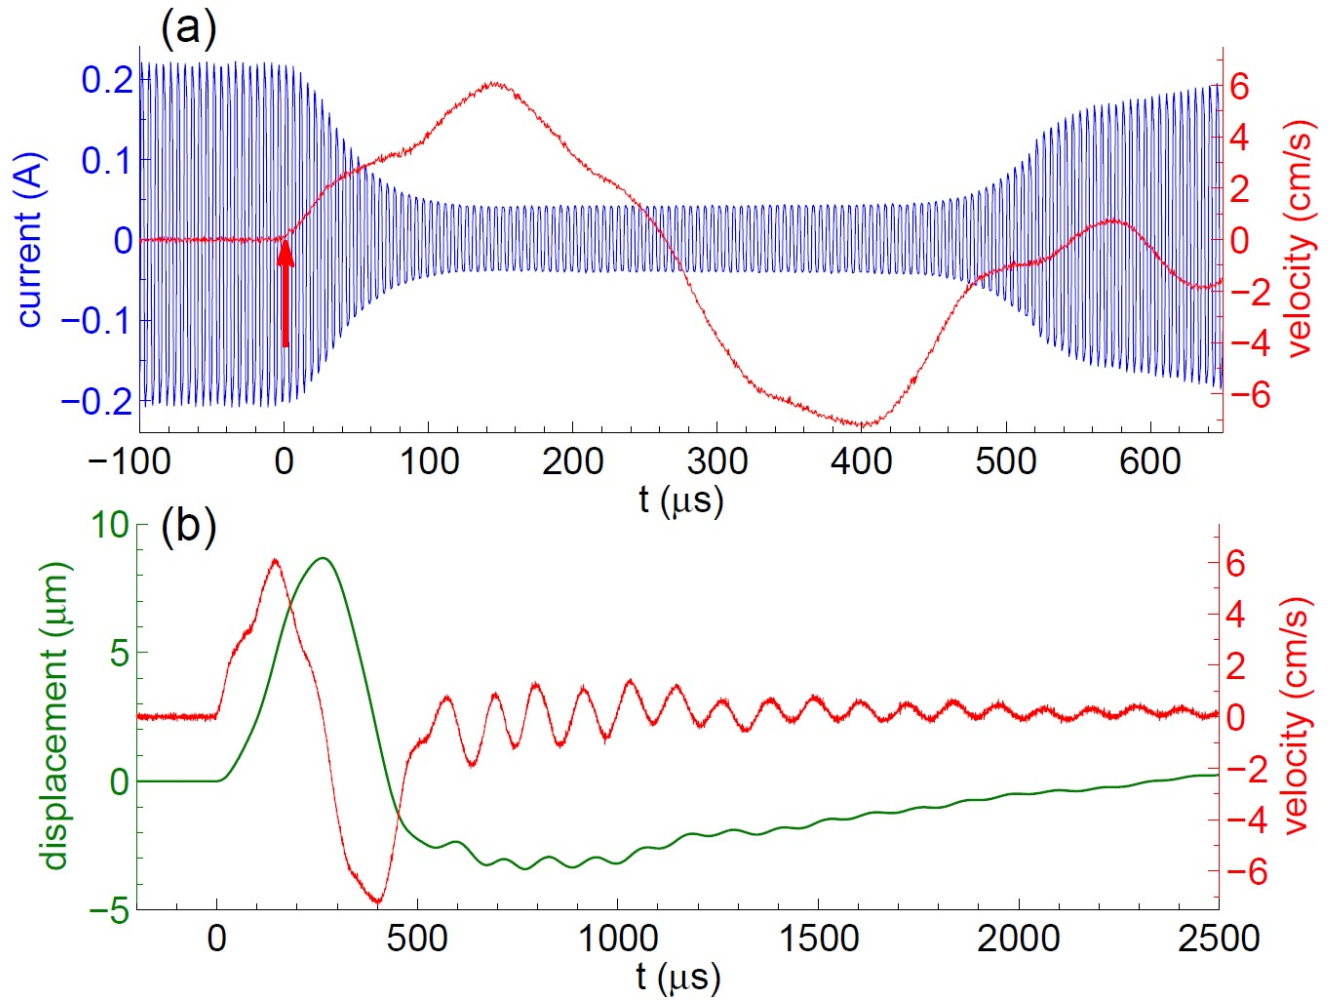 (a)
0.2
0.1
0
−0.1
−0.2
current (A)
6
4
2
0
−2
−4
−6
velocity (cm/s)
−100 0 100 200 300 400 500 600
t (μs)
(b)
10
5
0
−5
displacement (μm)
6
4
2
0
−2
−4
−6
velocity (cm/s)
0 500 1000 1500 2000 2500
t (μs)